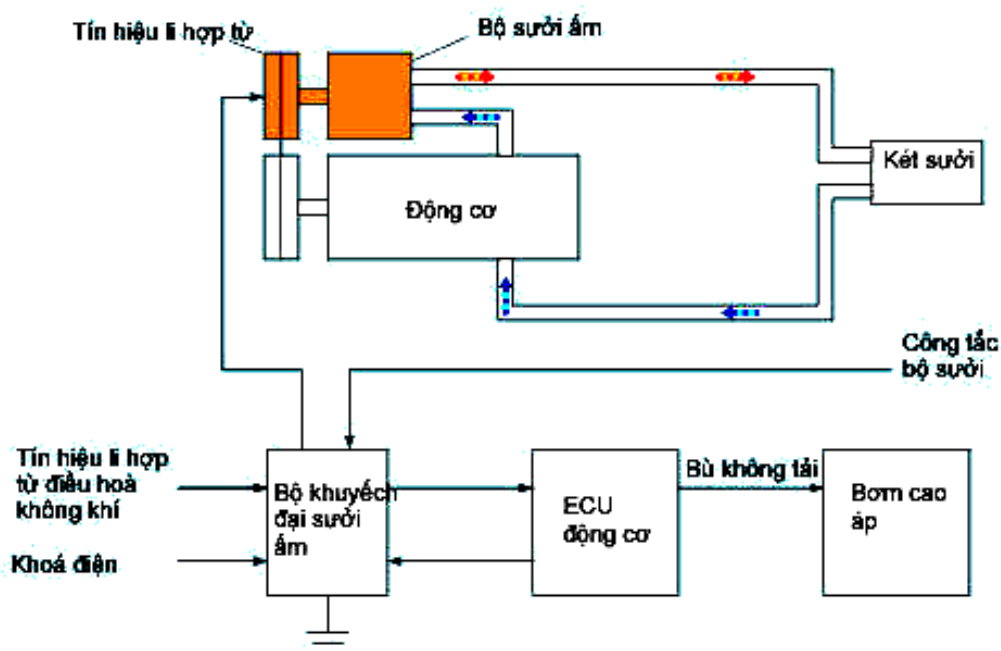 Tín hiệu li hợp từ
Bộ sưởi ấm
Két sưởi
Động cơ
Công tắc
bộ sưởi
Tín hiệu li hợp
từ điều hoà
không khí
Khoá điện
Bộ khuyếch
đại sưởi
ấm
ECU
động cơ
Bù không tải
Bơm cao
áp